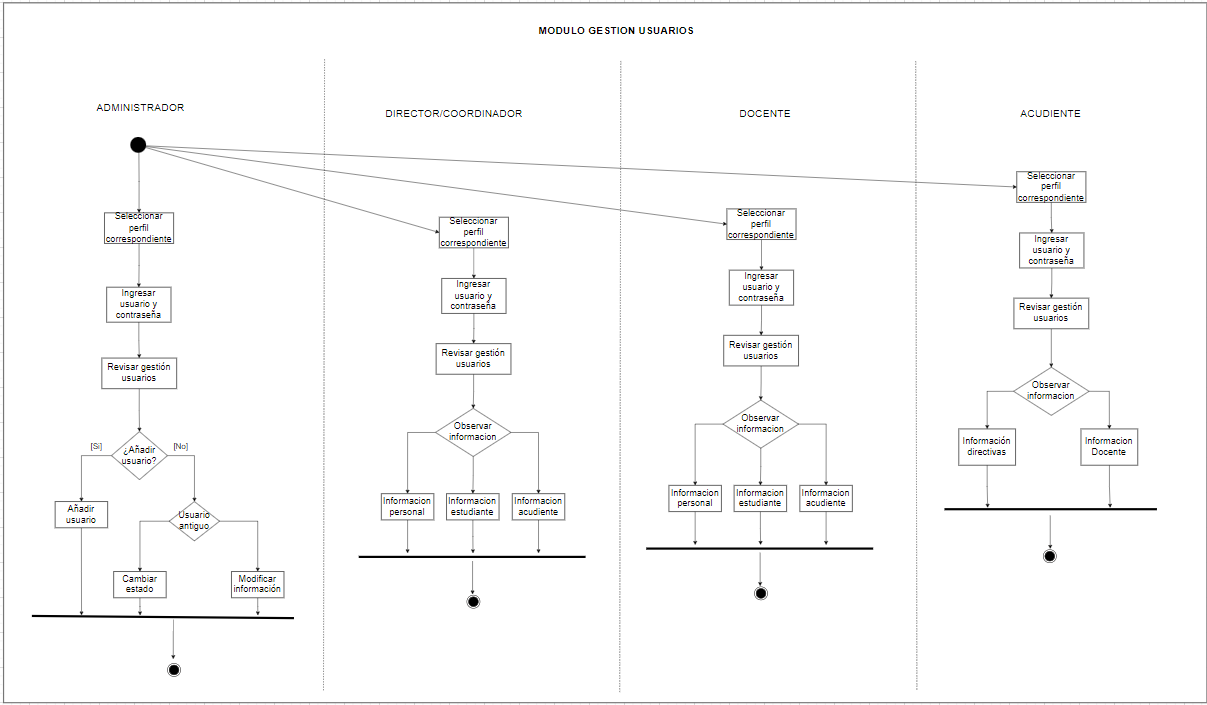 MODULO GESTION USUARIOS
ADMINISTRADOR
Seleccionar
perfil
correspondiente
Ingresar
usuario y
contraseña
Revisar gestión
usuarios
[Si]
¿Añadir
usuario?
[No]
Añadir
usuario
Usuario
antiguo
Cambiar
estado
Modificar
información
DIRECTOR/COORDINADOR
Seleccionar
perfil
correspondiente
Ingresar
usuario y
contraseña
Revisar gestión
usuarios
Observar
informacion
Informacion
personal
Informacion
estudiante
Informacion
acudiente
DOCENTE
Seleccionar
perfil
correspondiente
Ingresar
usuario y
contraseña
Revisar gestión
usuarios
Observar
informacion
Informacion
personal
Informacion
estudiante
Informacion
acudiente
ACUDIENTE
Seleccionar
perfil
correspondiente
Ingresar
usuario y
contraseña
Revisar gestión
usuarios
Observar
informacion
Información
directivas
Informacion
Docente